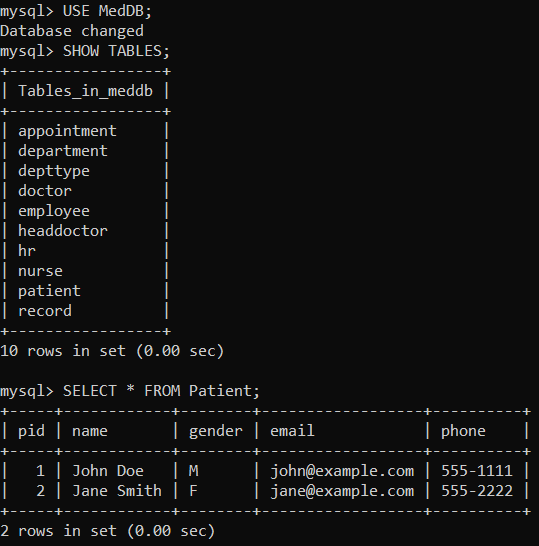 mysql> USE MedDB;
Database changed
mysql> SHOW TABLES;
+-----------------+
| Tables_in_meddb |
+-----------------+
| appointment     |
| department      |
| depttype        |
| doctor          |
| employee        |
| headdoctor      |
| hr              |
| nurse           |
| patient         |
| record          |
+-----------------+
10 rows in set (0.00 sec)

mysql> SELECT * FROM Patient;
+-----+------------+--------+------------------+----------+
| pid | name       | gender | email            | phone    |
+-----+------------+--------+------------------+----------+
|   1 | John Doe   | M      | john@example.com | 555-1111 |
|   2 | Jane Smith | F      | jane@example.com | 555-2222 |
+-----+------------+--------+------------------+----------+
2 rows in set (0.00 sec)